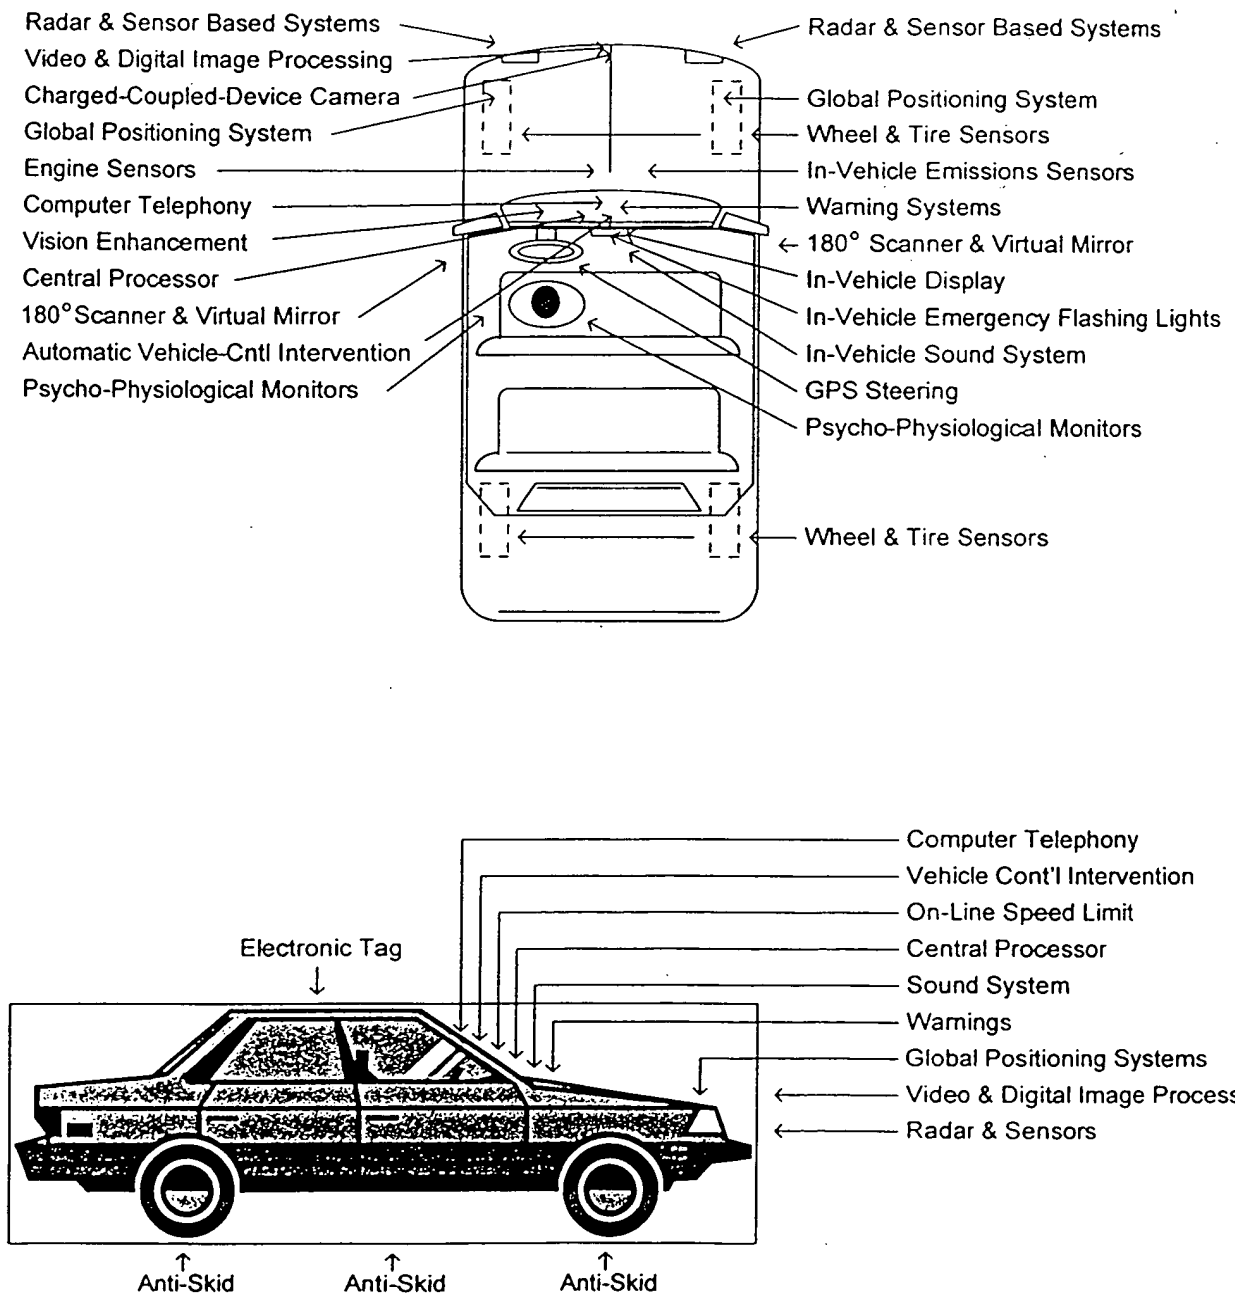 Radar & Sensor Based Systems
Video & Digital Image Processing
Charged-Coupled-Device Camera
Global Positioning System
Engine Sensors
Computer Telephony
Vision Enhancement
Central Processor
180° Scanner & Virtual Mirror
Automatic Vehicle-Cntl Intervention
Psycho-Physiological Monitors
Radar & Sensor Based Systems
Global Positioning System
Wheel & Tire Sensors
In-Vehicle Emissions Sensors
Warning Systems
180° Scanner & Virtual Mirror
In-Vehicle Display
In-Vehicle Emergency Flashing Lights
In-Vehicle Sound System
GPS Steering
Psycho-Physiological Monitors
Wheel & Tire Sensors
Computer Telephony
Vehicle Cont'l Intervention
On-Line Speed Limit
Central Processor
Sound System
Warnings
Global Positioning Systems
Video & Digital Image Process
Radar & Sensors
Electronic Tag
Anti-Skid
Anti-Skid
Anti-Skid